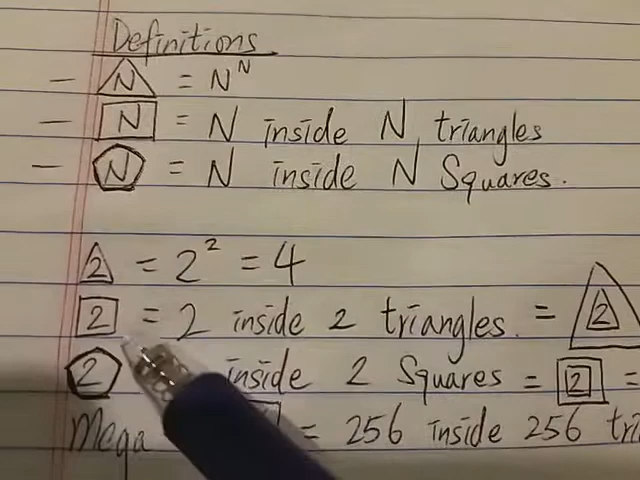 Definitions
- N = N^N
- N = N inside N triangles
- N = N inside N Squares.
2 = 2² = 4
2 = 2 inside 2 triangles. = 2
2 inside 2 Squares = 2 =
Mega = 256 inside 256 tri